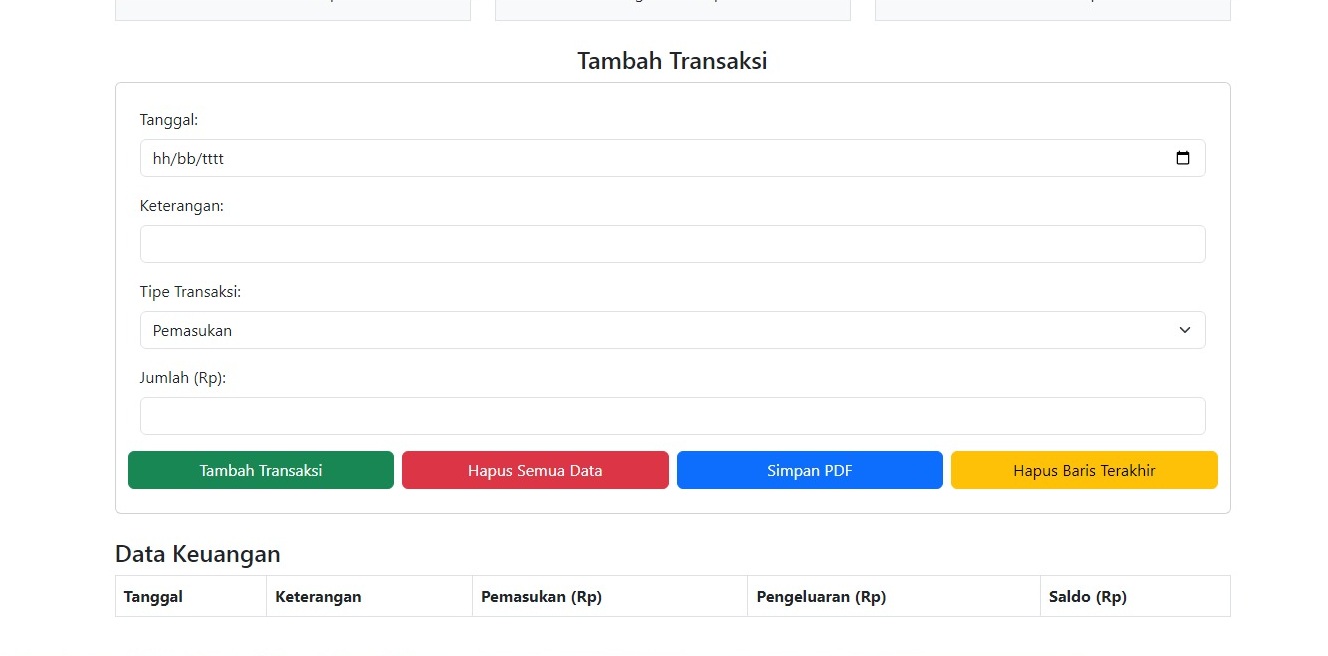 Tambah Transaksi
Tanggal:
hh/bb/tttt
Keterangan:
Tipe Transaksi:
Pemasukan
Jumlah (Rp):
Tambah Transaksi Hapus Semua Data Simpan PDF Hapus Baris Terakhir
Data Keuangan
Tanggal Keterangan Pemasukan (Rp) Pengeluaran (Rp) Saldo (Rp)